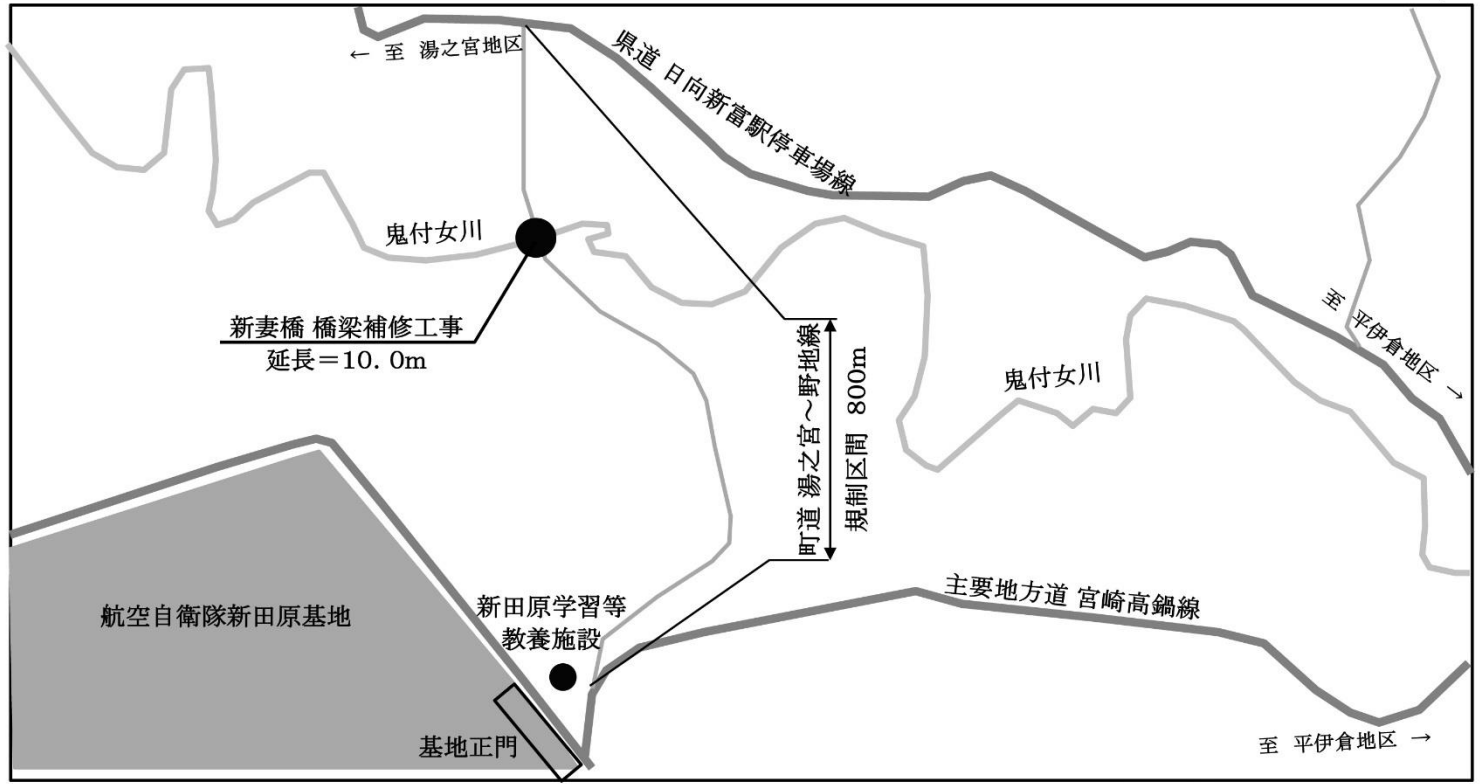 ← 至 湯之宮地区
県道 日向新富駅停車場線
鬼付女川
新妻橋 橋梁補修工事
延長=10.0m
町道 湯之宮~野地線
規制区間 800m
鬼付女川
至 平伊倉地区 →
主要地方道 宮崎高鍋線
新田原学習等
教養施設
航空自衛隊新田原基地
基地正門
至 平伊倉地区 →